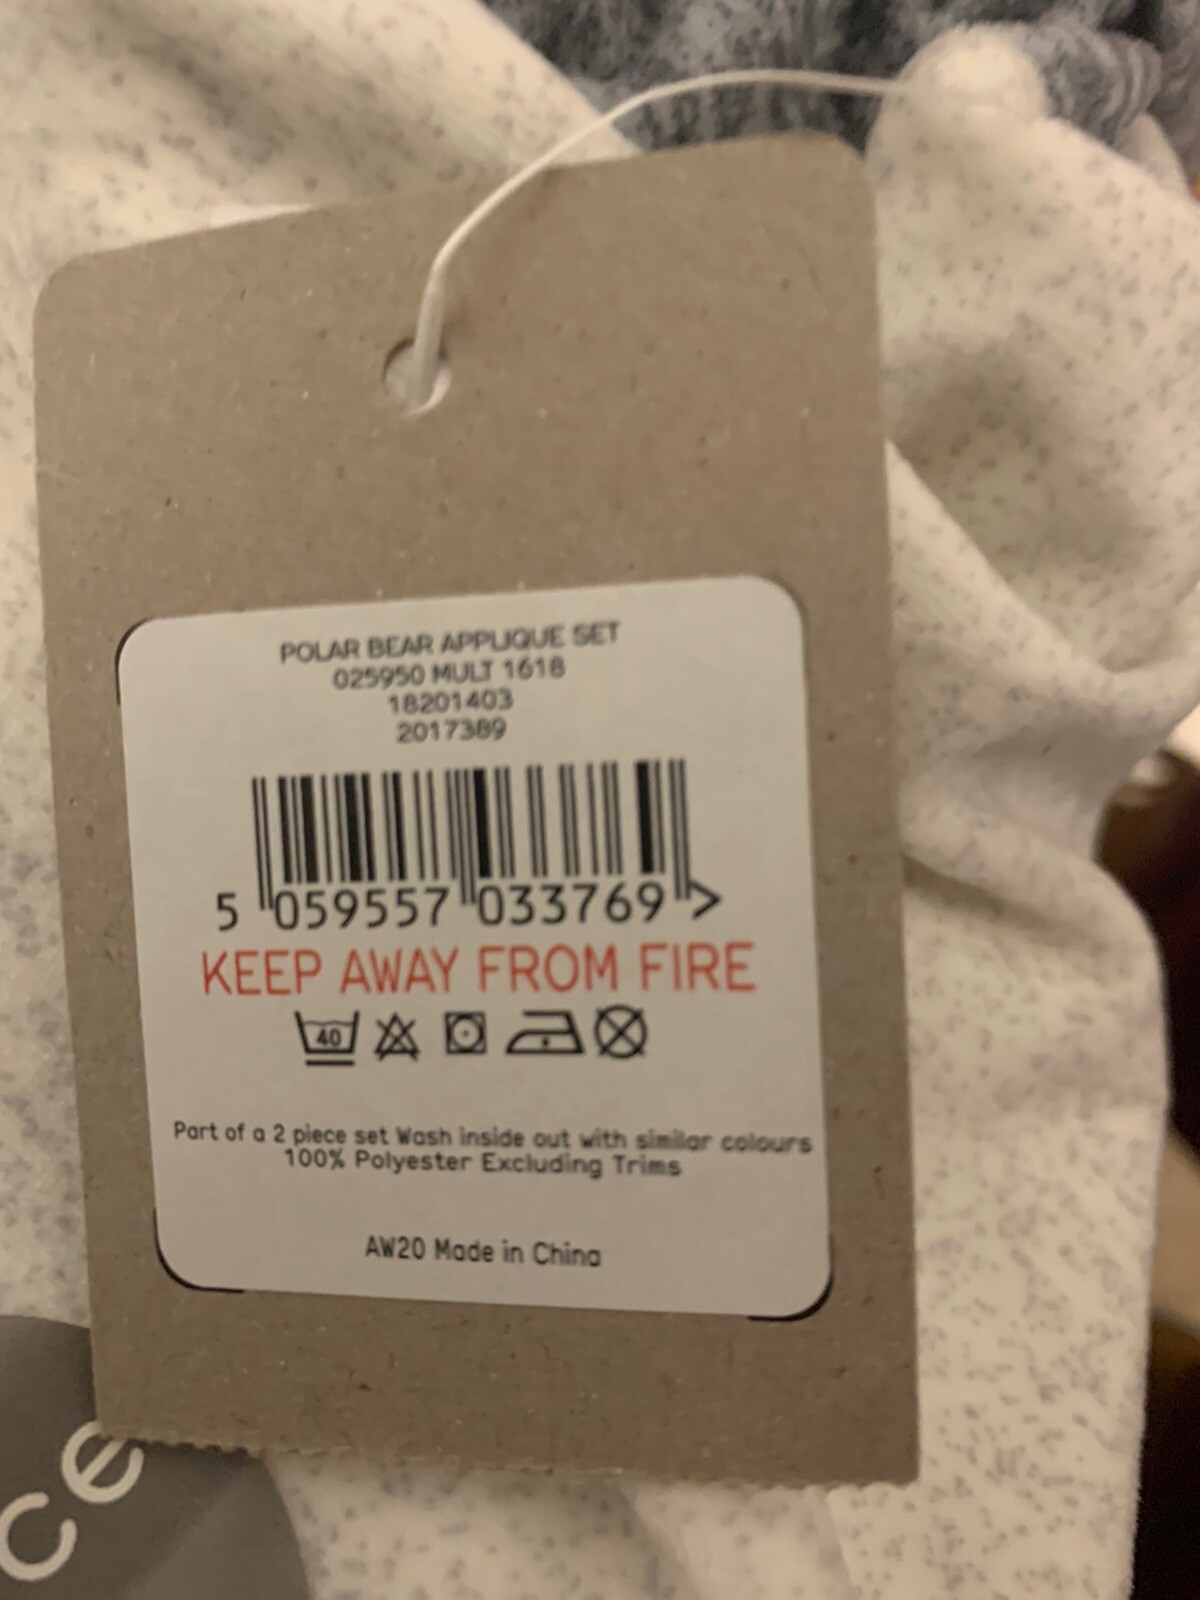 POLAR BEAR APPLIQUE SET
025950 MULT 1618
18201403
2017389
5 059557 033769 >
KEEP AWAY FROM FIRE
40
Part of a 2 piece set Wash inside out with similar colours
100% Polyester Excluding Trims
AW20 Made in China
ce